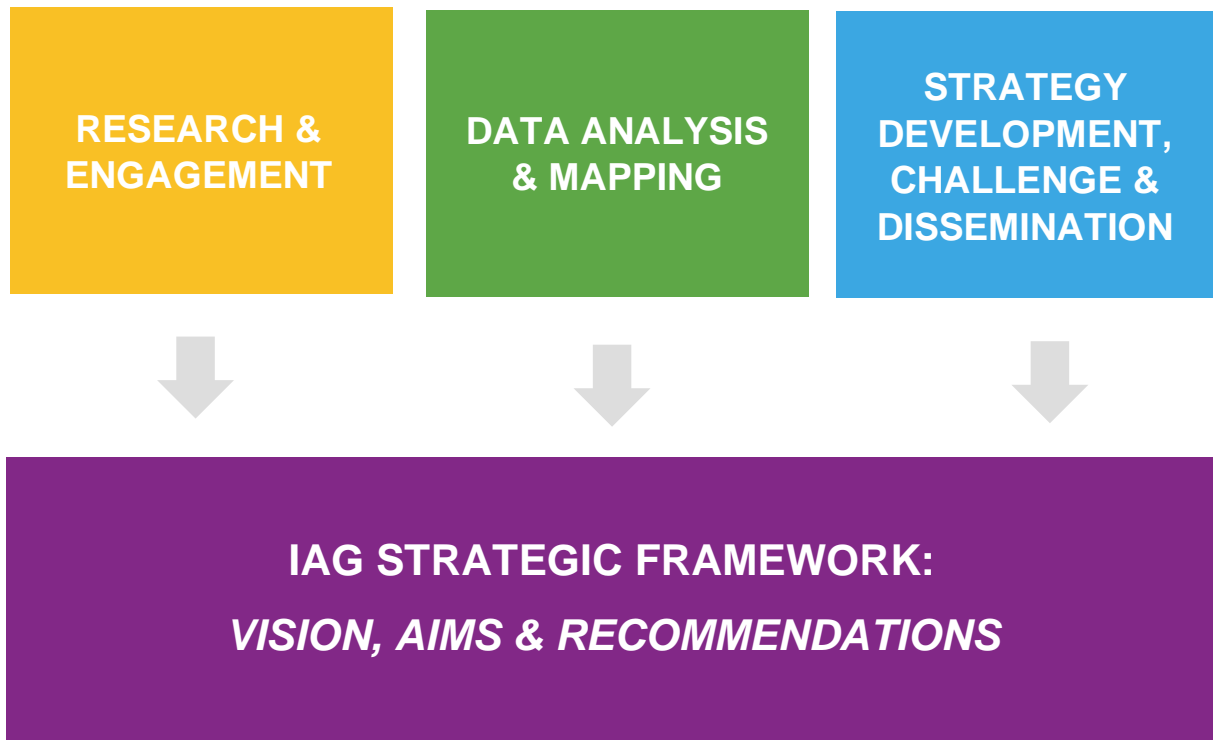 RESEARCH &
ENGAGEMENT
DATA ANALYSIS
& MAPPING
STRATEGY
DEVELOPMENT,
CHALLENGE &
DISSEMINATION
IAG STRATEGIC FRAMEWORK:
VISION, AIMS & RECOMMENDATIONS